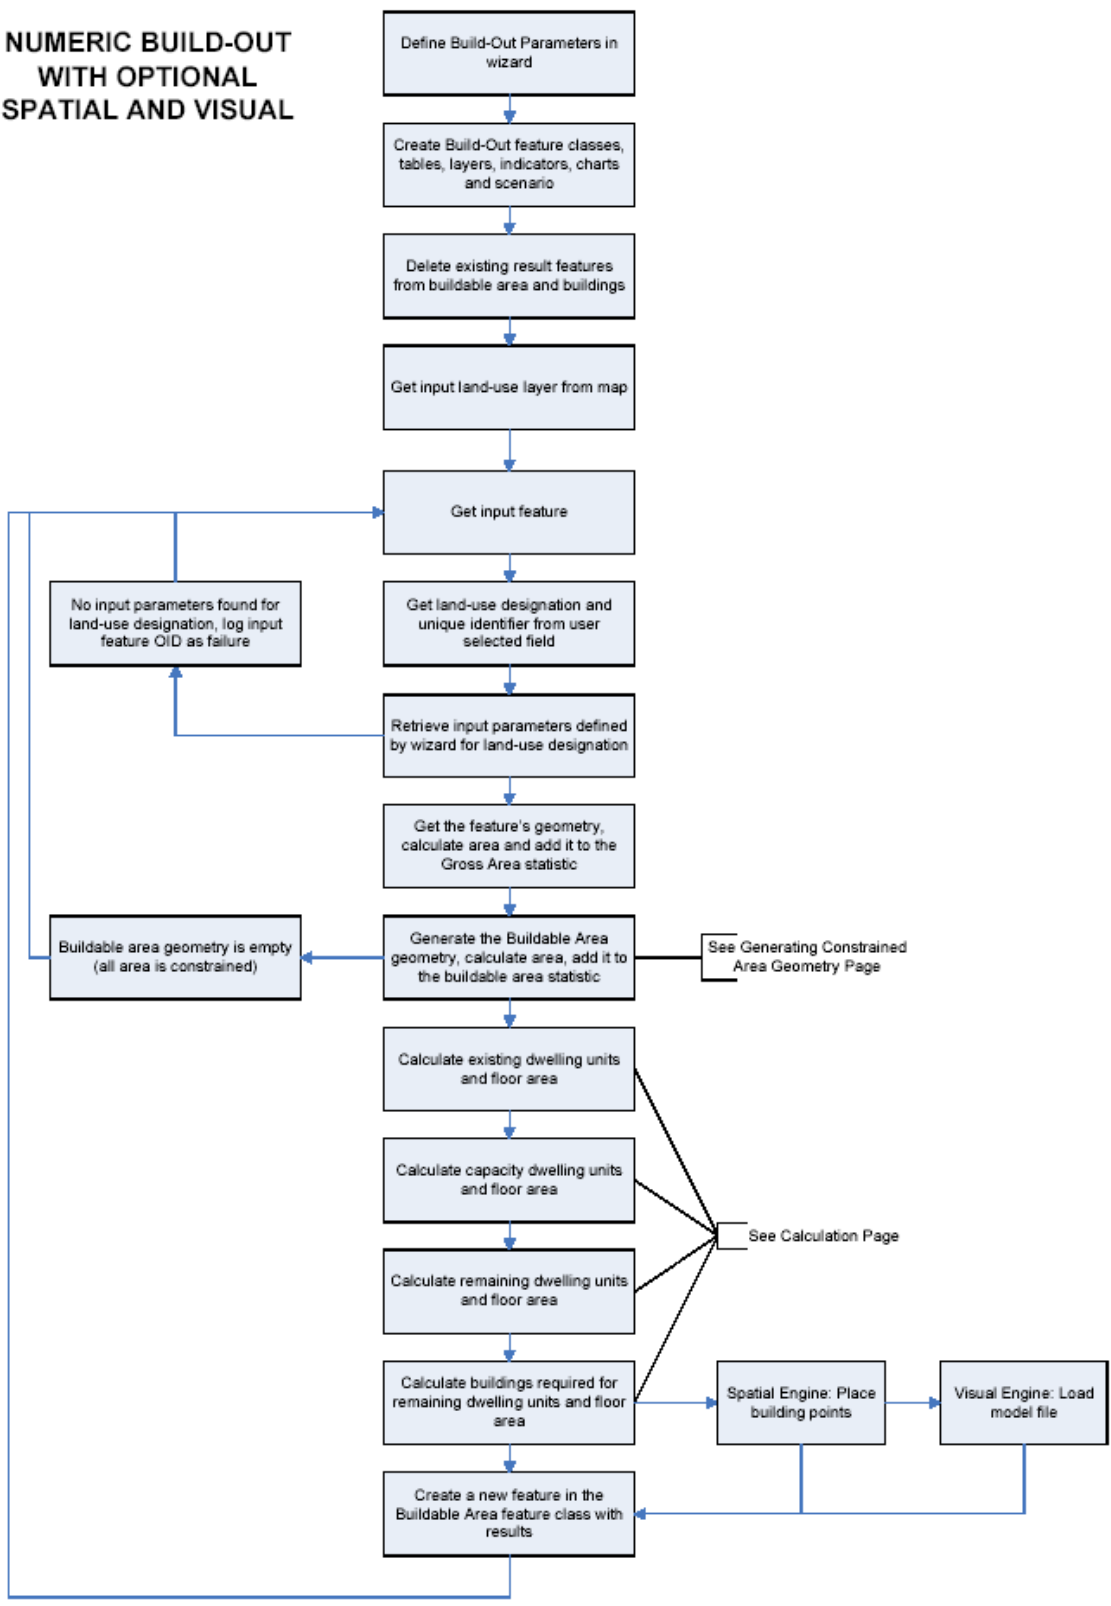 NUMERIC BUILD-OUT
WITH OPTIONAL
SPATIAL AND VISUAL
Define Build-Out Parameters in
wizard
Create Build-Out feature classes,
tables, layers, indicators, charts
and scenario
Delete existing result features
from buildable area and buildings
Get input land-use layer from map
Get input feature
No input parameters found for
land-use designation, log input
feature OID as failure
Get land-use designation and
unique identifier from user
selected field
Retrieve input parameters defined
by wizard for land-use designation
Get the feature's geometry,
calculate area and add it to the
Gross Area statistic
Buildable area geometry is empty
(all area is constrained)
Generate the Buildable Area
geometry, calculate area, add it to
the buildable area statistic
See Generating Constrained
Area Geometry Page
Calculate existing dwelling units
and floor area
Calculate capacity dwelling units
and floor area
See Calculation Page
Calculate remaining dwelling units
and floor area
Calculate buildings required for
remaining dwelling units and floor
area
Spatial Engine: Place
building points
Visual Engine: Load
model file
Create a new feature in the
Buildable Area feature class with
results